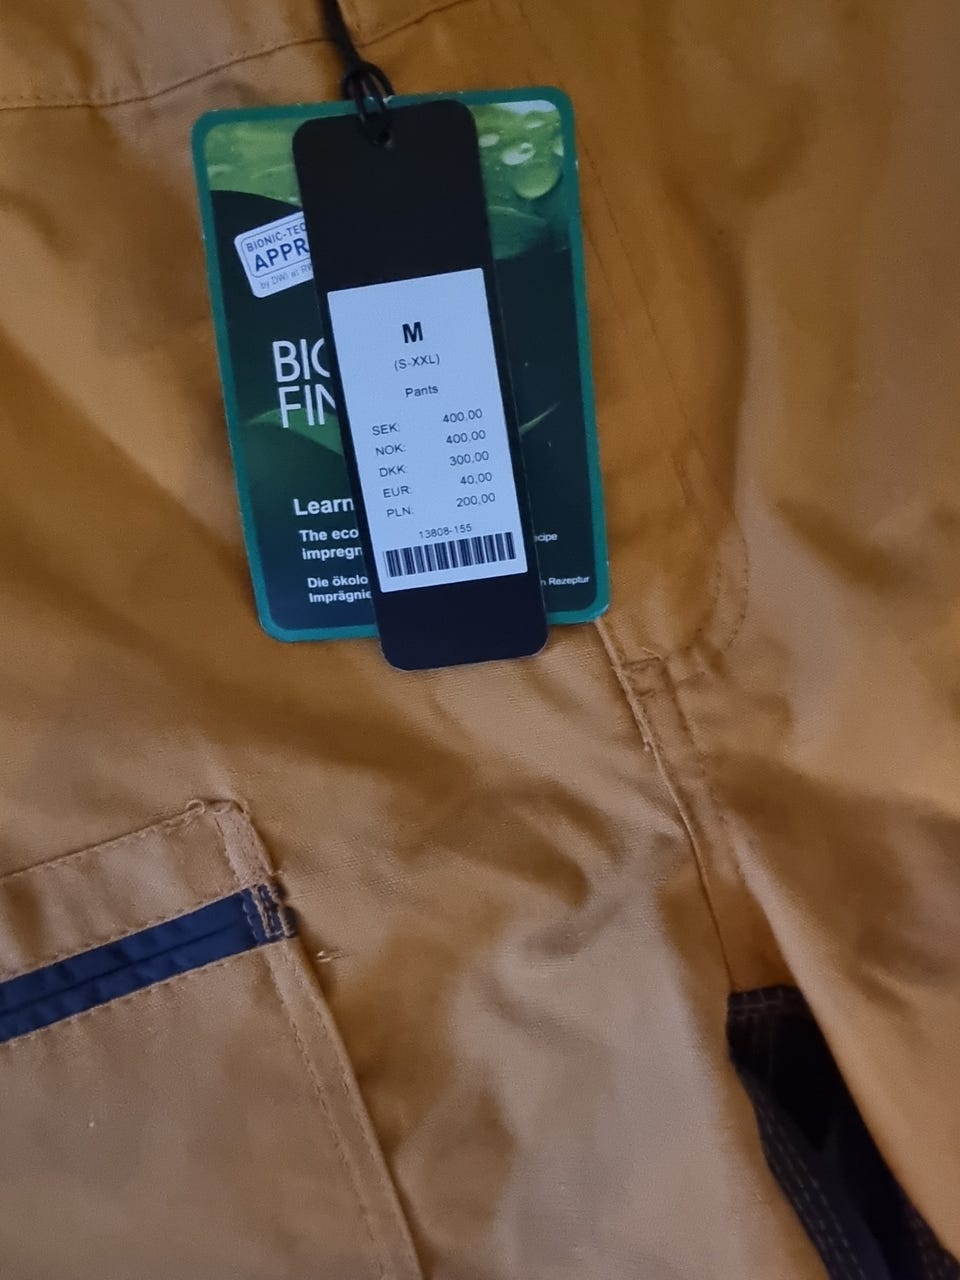 BIONIC-TEC
APPR
by DWI at RW
BIO
FIN
Learn
The eco
impregn
Die ökolo
Imprägnie
ecipe
n Rezeptur
M
(S-XXL)
Pants
SEK: 400,00
NOK: 400,00
DKK: 300,00
EUR: 40,00
PLN: 200,00
13808-155